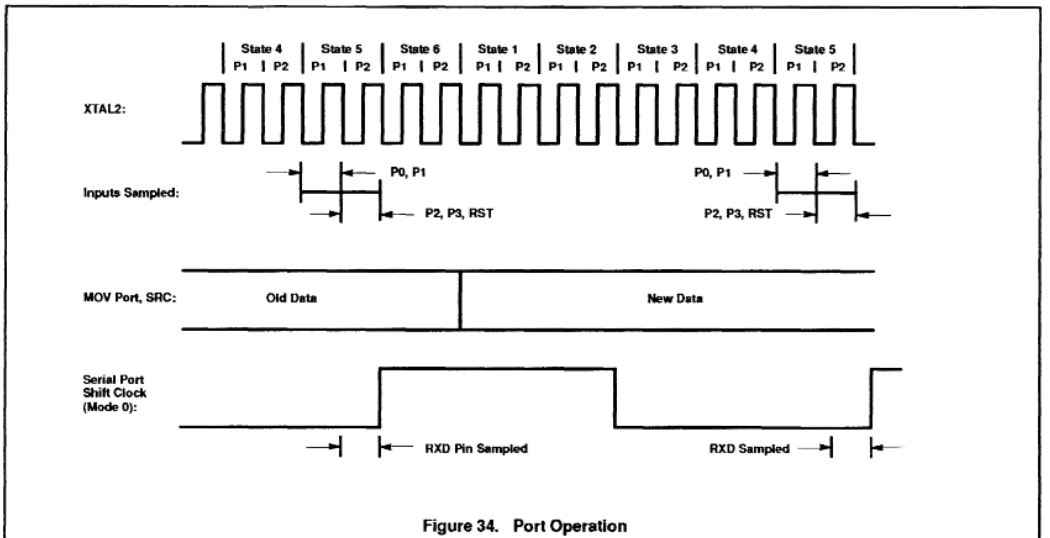 State 4 State 5 State 6 State 1 State 2 State 3 State 4 State 5
P1 P2 P1 P2 P1 P2 P1 P2 P1 P2 P1 P2 P1 P2 P1 P2
XTAL2:
P0, P1 P0, P1
Inputs Sampled:
P2, P3, RST P2, P3, RST
MOV Port, SRC: Old Data New Data
Serial Port
Shift Clock
(Mode 0):
RXD Pin Sampled RXD Sampled
Figure 34. Port Operation